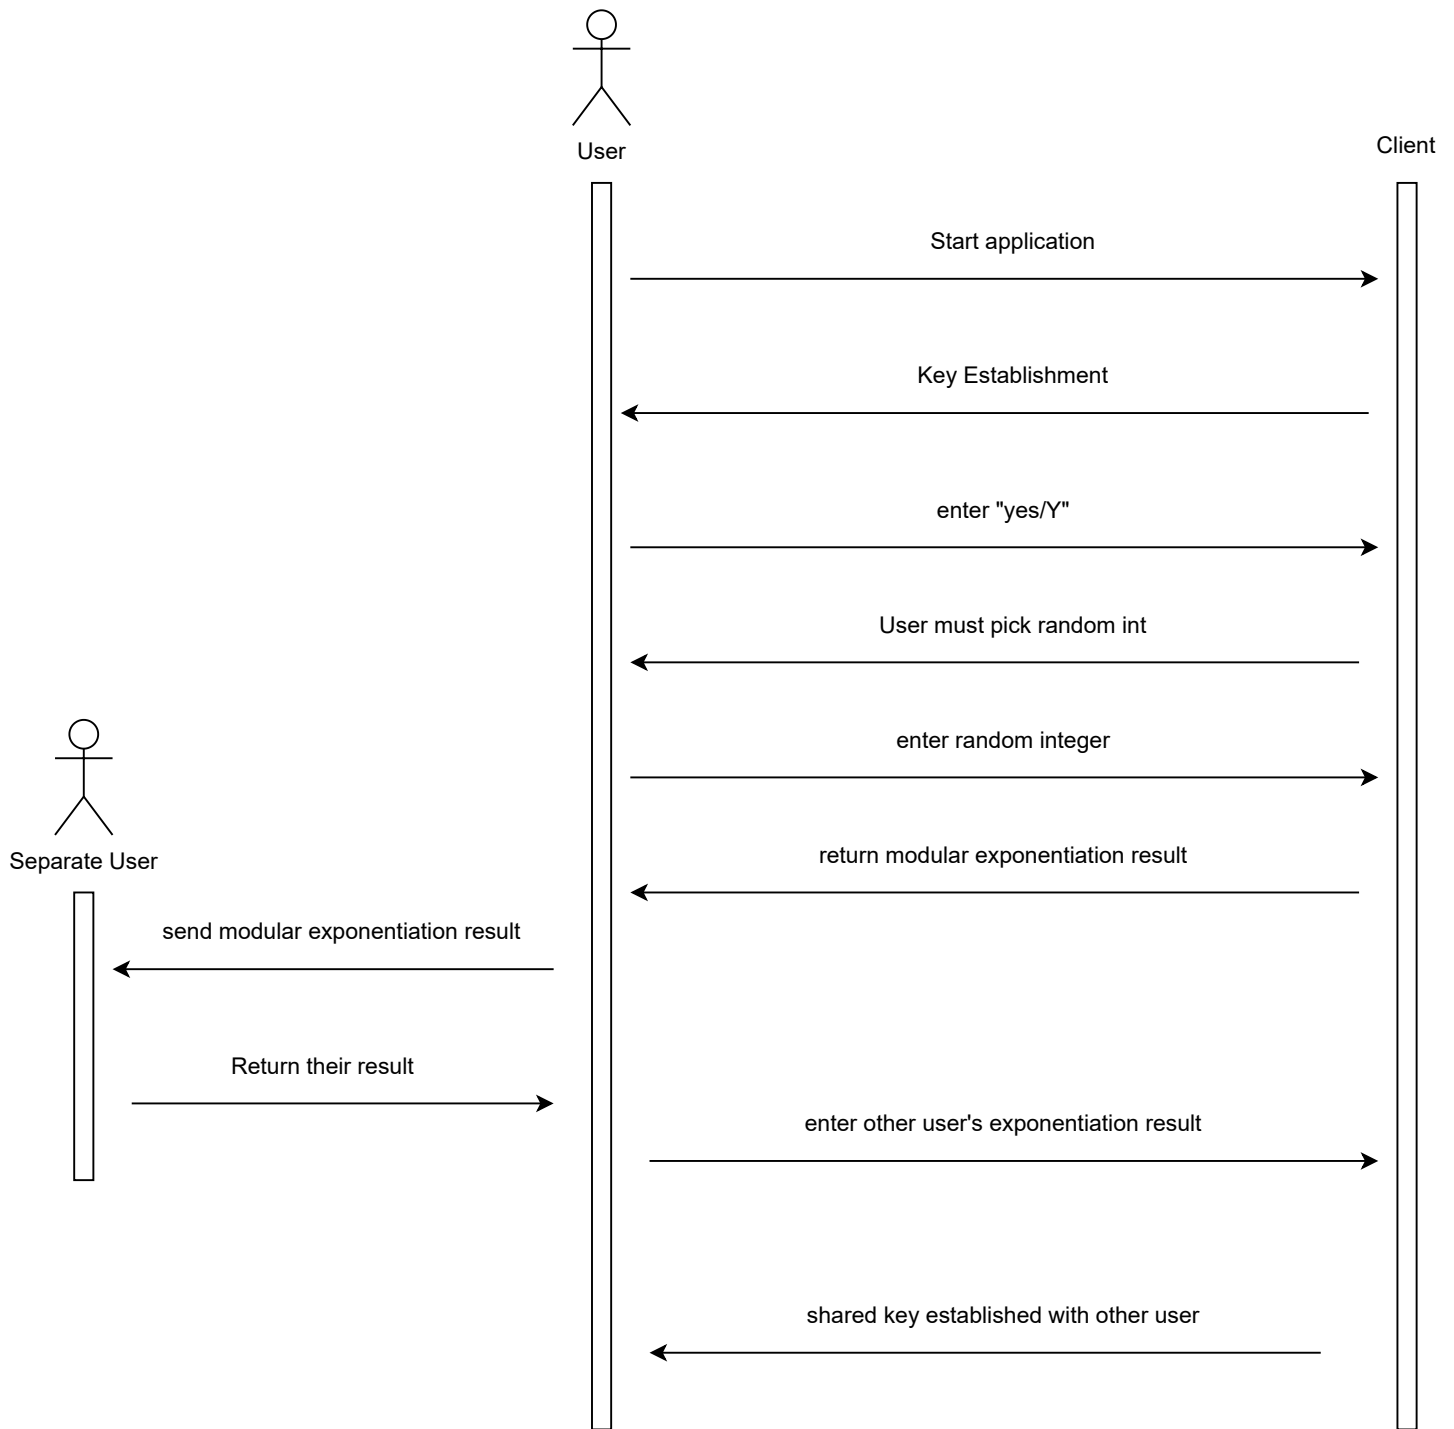 User
Client
Start application
Key Establishment
enter "yes/Y"
User must pick random int
enter random integer
return modular exponentiation result
Separate User
send modular exponentiation result
Return their result
enter other user's exponentiation result
shared key established with other user